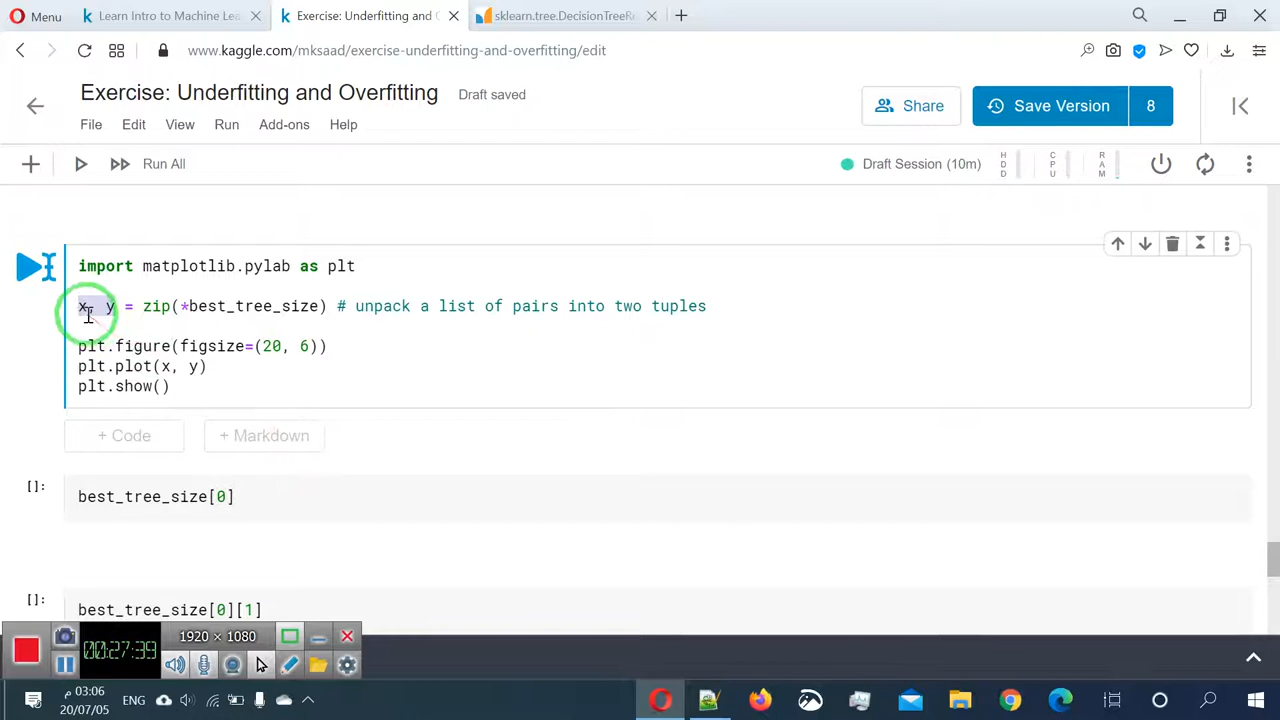 Menu
Learn Intro to Machine Lea
Exercise: Underfitting and O
sklearn.tree.DecisionTreeRe
www.kaggle.com/mksaad/exercise-underfitting-and-overfitting/edit
Exercise: Underfitting and Overfitting
Draft saved
Share
Save Version
8
File Edit View Run Add-ons Help
Run All
Draft Session (10m)
HDD
CPU
RAM
import matplotlib.pylab as plt
x, y = zip(*best_tree_size) # unpack a list of pairs into two tuples
plt.figure(figsize=(20, 6))
plt.plot(x, y)
plt.show()
+ Code
+ Markdown
[]:
best_tree_size[0]
[]:
best_tree_size[0][1]
1920 × 1080
00:27:39
ENG
03:06 م
20/07/05